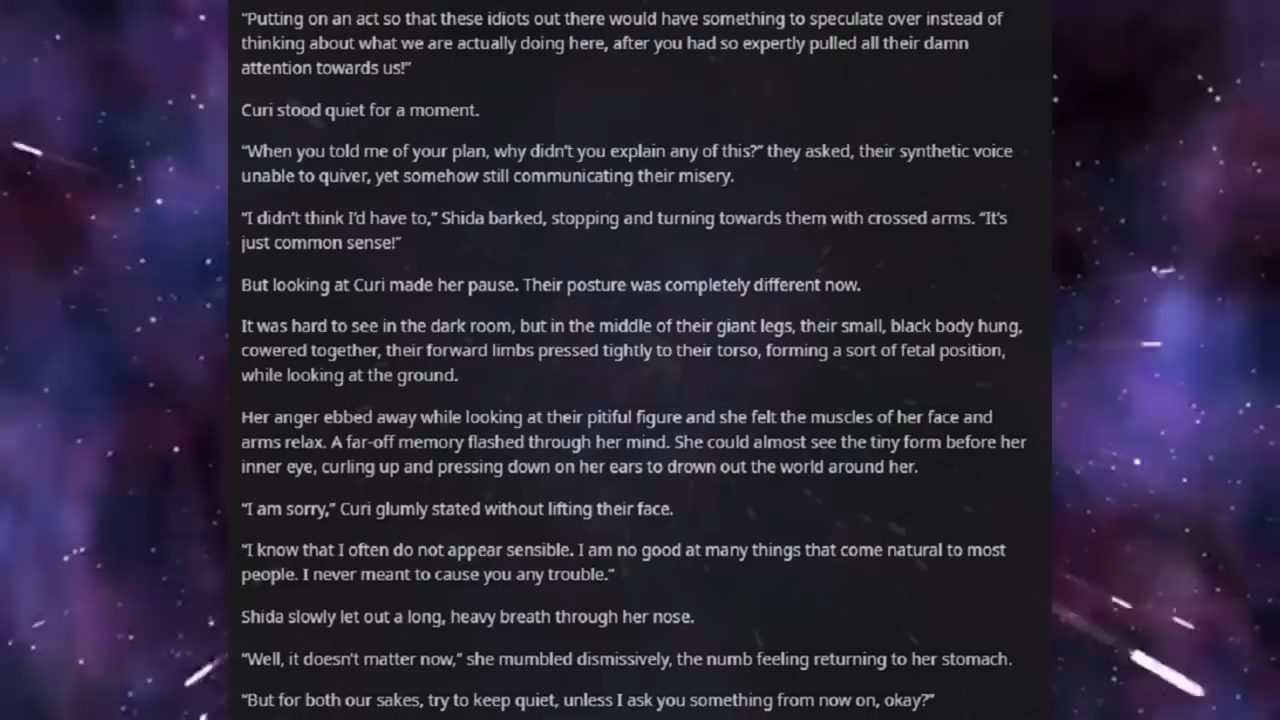 “Putting on an act so that these idiots out there would have something to speculate over instead of
thinking about what we are actually doing here, after you had so expertly pulled all their damn
attention towards us!”
Curi stood quiet for a moment.
“When you told me of your plan, why didn’t you explain any of this?” they asked, their synthetic voice
unable to quiver, yet somehow still communicating their misery.
“I didn’t think I’d have to,” Shida barked, stopping and turning towards them with crossed arms. “It’s
just common sense!”
But looking at Curi made her pause. Their posture was completely different now.
It was hard to see in the dark room, but in the middle of their giant legs, their small, black body hung,
cowered together, their forward limbs pressed tightly to their torso, forming a sort of fetal position,
while looking at the ground.
Her anger ebbed away while looking at their pitiful figure and she felt the muscles of her face and
arms relax. A far-off memory flashed through her mind. She could almost see the tiny form before her
inner eye, curling up and pressing down on her ears to drown out the world around her.
“I am sorry,” Curi glumly stated without lifting their face.
“I know that I often do not appear sensible. I am no good at many things that come natural to most
people. I never meant to cause you any trouble.”
Shida slowly let out a long, heavy breath through her nose.
“Well, it doesn’t matter now,” she mumbled dismissively, the numb feeling returning to her stomach.
“But for both our sakes, try to keep quiet, unless I ask you something from now on, okay?”